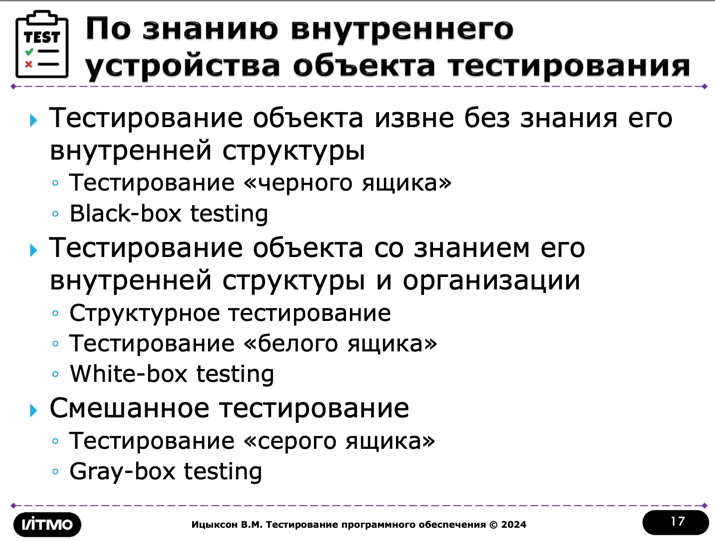 TEST
По знанию внутреннего
устройства объекта тестирования
Тестирование объекта извне без знания его
внутренней структуры
Тестирование «черного ящика»
Black-box testing
Тестирование объекта со знанием его
внутренней структуры и организации
Структурное тестирование
Тестирование «белого ящика»
White-box testing
Смешанное тестирование
Тестирование «серого ящика»
Gray-box testing
ИТМО
Ицыксон В.М. Тестирование программного обеспечения © 2024
17